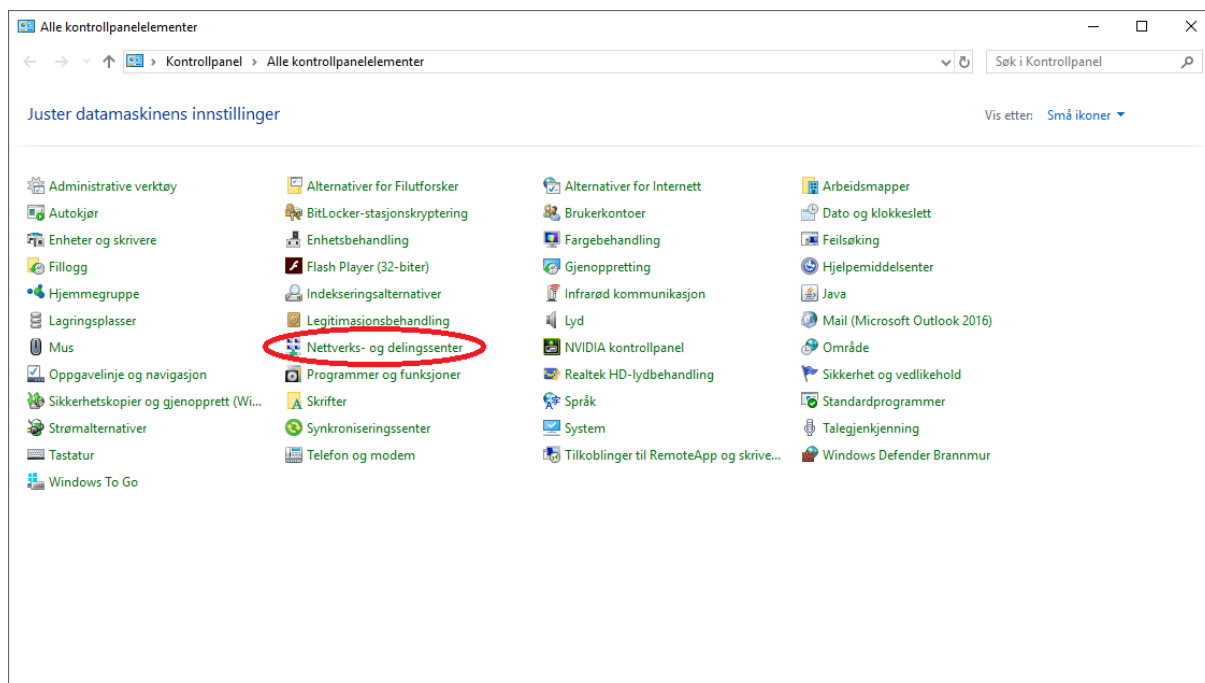 Alle kontrollpanelelementer
Kontrollpanel > Alle kontrollpanelelementer
Søk i Kontrollpanel
Juster datamaskinens innstillinger
Vis etter: Små ikoner
Administrative verktøy
Alternativer for Filutforsker
Alternativer for Internett
Arbeidsmapper
Autokjør
BitLocker-stasjonskryptering
Brukerkontoer
Dato og klokkeslett
Enheter og skrivere
Enhetsbehandling
Fargebehandling
Feilsøking
Fillogg
Flash Player (32-biter)
Gjenoppretting
Hjelpemiddelsenter
Hjemmegruppe
Indekseringsalternativer
Infrarød kommunikasjon
Java
Lagringsplasser
Legitimasjonsbehandling
Lyd
Mail (Microsoft Outlook 2016)
Mus
Nettverks- og delingssenter
NVIDIA kontrollpanel
Område
Oppgavelinje og navigasjon
Programmer og funksjoner
Realtek HD-lydbehandling
Sikkerhet og vedlikehold
Sikkerhetskopier og gjenopprett (Wi...
Skrifter
Språk
Standardprogrammer
Strømalternativer
Synkroniseringssenter
System
Talegjenkjenning
Tastatur
Telefon og modem
Tilkoblinger til RemoteApp og skrive...
Windows Defender Brannmur
Windows To Go